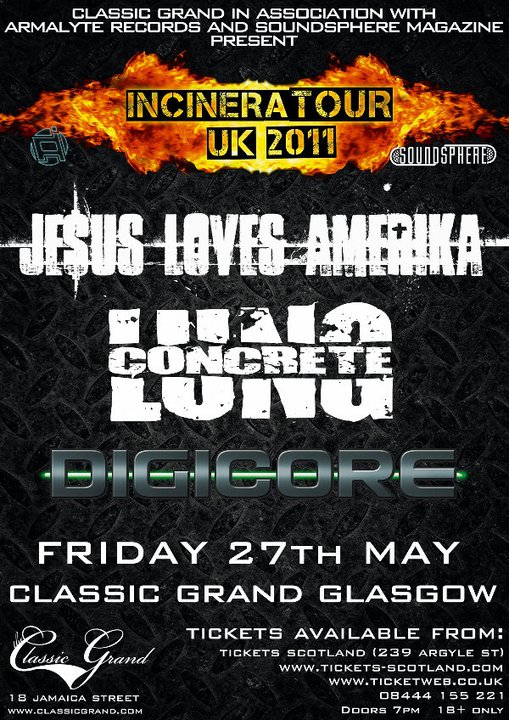 CLASSIC GRAND IN ASSOCIATION WITH
ARMALYTE RECORDS AND SOUNDSPHERE MAGAZINE
PRESENT
INCINERATOUR
UK 2011
SOUNDSPHERE
JESUS LOVES AMERIKA
CONCRETE
LUNG
DIGICORE
FRIDAY 27TH MAY
CLASSIC GRAND GLASGOW
the Classic Grand
18 JAMAICA STREET
WWW.CLASSICGRAND.COM
TICKETS AVAILABLE FROM:
TICKETS SCOTLAND (239 ARGYLE ST)
WWW.TICKETS-SCOTLAND.COM
WWW.TICKETWEB.CO.UK
08444 155 221
DOORS 7PM 18+ ONLY